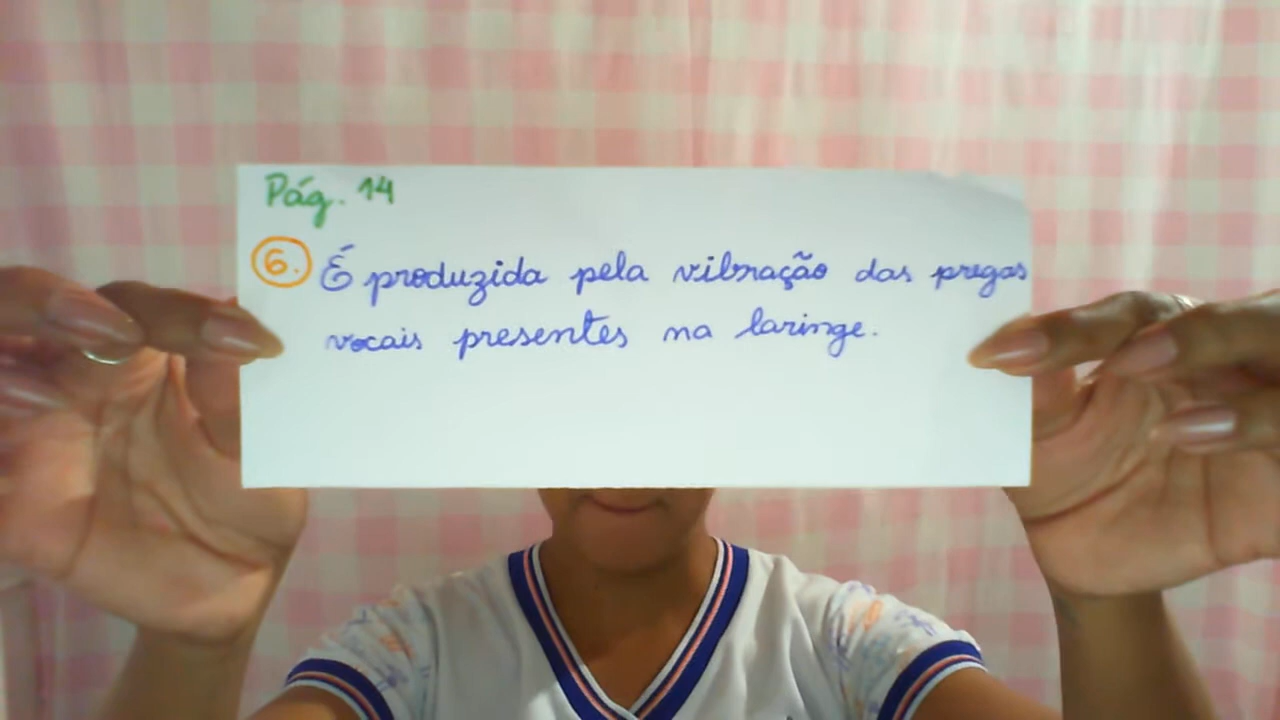 Pág. 14
6. É produzida pela vibração das pregas
vocais presentes na laringe.